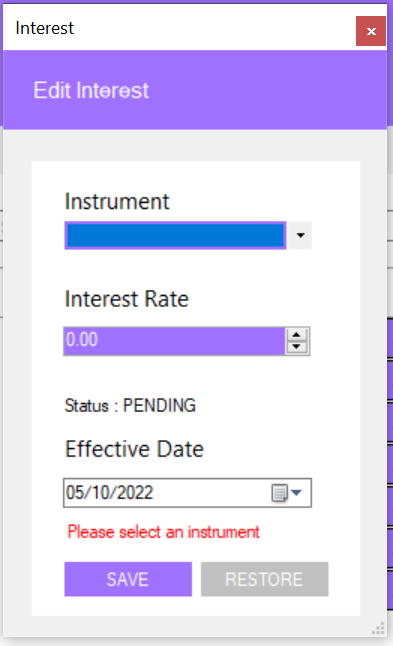 Interest
x
Edit Interest
Instrument
Interest Rate
0.00
Status : PENDING
Effective Date
05/10/2022
Please select an instrument
SAVE RESTORE